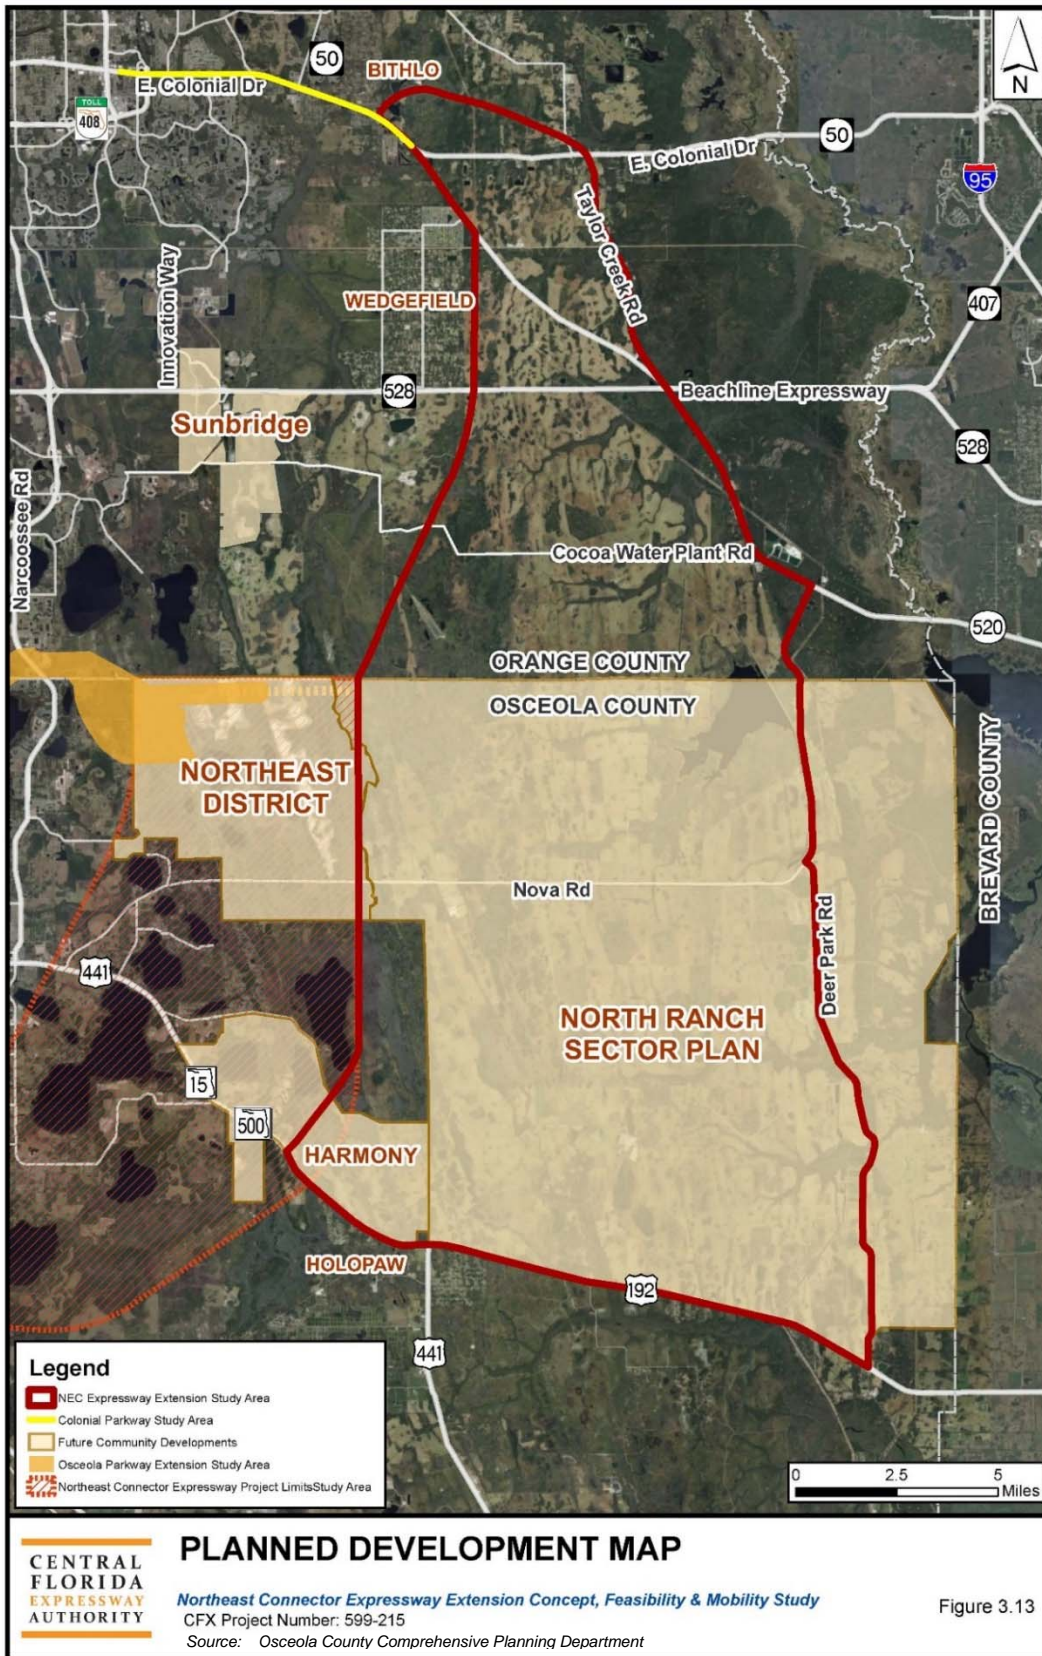 N
50
BITHLO
E. Colonial Dr
TOLL
408
50
E. Colonial Dr
95
Taylor Creek Rd
Innovation Way
WEDGEFIELD
407
528
Beachline Expressway
Sunbridge
528
Narcoossee Rd
Cocoa Water Plant Rd
520
ORANGE COUNTY
OSCEOLA COUNTY
BREVARD COUNTY
NORTHEAST
DISTRICT
Nova Rd
Deer Park Rd
441
NORTH RANCH
SECTOR PLAN
15
500
HARMONY
HOLOPAW
192
441
Legend
NEC Expressway Extension Study Area
Colonial Parkway Study Area
Future Community Developments
Osceola Parkway Extension Study Area
Northeast Connector Expressway Project LimitsStudy Area
0 2.5 5
Miles
CENTRAL
FLORIDA
EXPRESSWAY
AUTHORITY
PLANNED DEVELOPMENT MAP
Northeast Connector Expressway Extension Concept, Feasibility & Mobility Study
CFX Project Number: 599-215
Source: Osceola County Comprehensive Planning Department
Figure 3.13